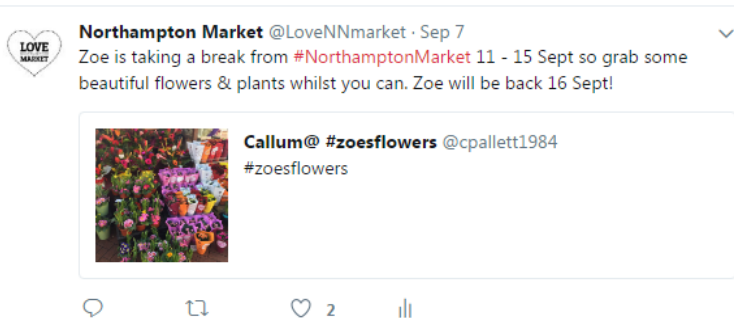 LOVE
MARKET
Northampton Market @LoveNNmarket · Sep 7
Zoe is taking a break from #NorthamptonMarket 11 - 15 Sept so grab some
beautiful flowers & plants whilst you can. Zoe will be back 16 Sept!
Callum@ #zoesflowers @cpallett1984
#zoesflowers
2